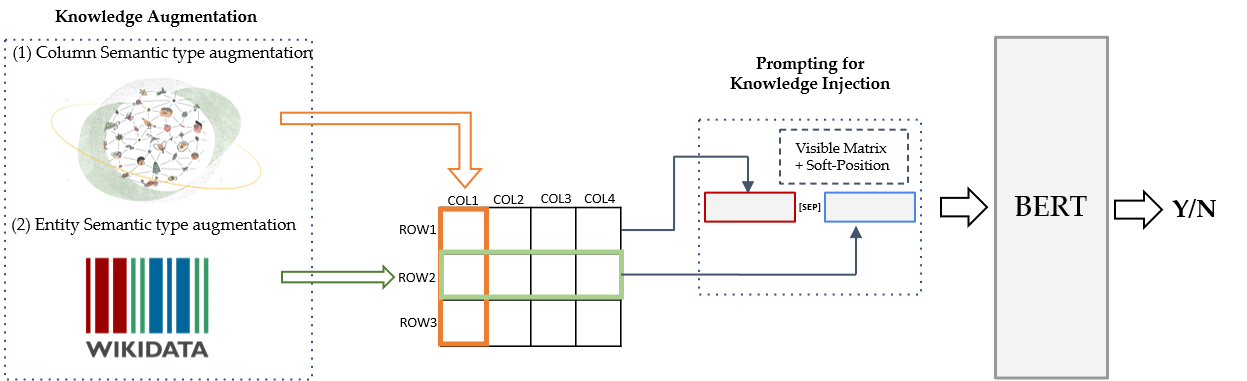 Knowledge Augmentation
(1) Column Semantic type augmentation
(2) Entity Semantic type augmentation
WIKIDATA
COL1 COL2 COL3 COL4
ROW1
ROW2
ROW3
Prompting for
Knowledge Injection
Visible Matrix
+ Soft-Position
[SEP]
BERT
Y/N